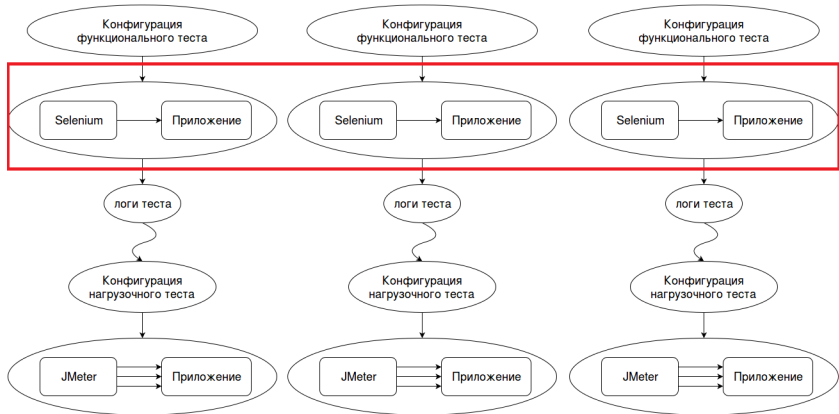 Конфигурация
функционального теста
Конфигурация
функционального теста
Конфигурация
функционального теста
Selenium
Приложение
Selenium
Приложение
Selenium
Приложение
логи теста
логи теста
логи теста
Конфигурация
нагрузочного теста
Конфигурация
нагрузочного теста
Конфигурация
нагрузочного теста
JMeter
Приложение
JMeter
Приложение
JMeter
Приложение